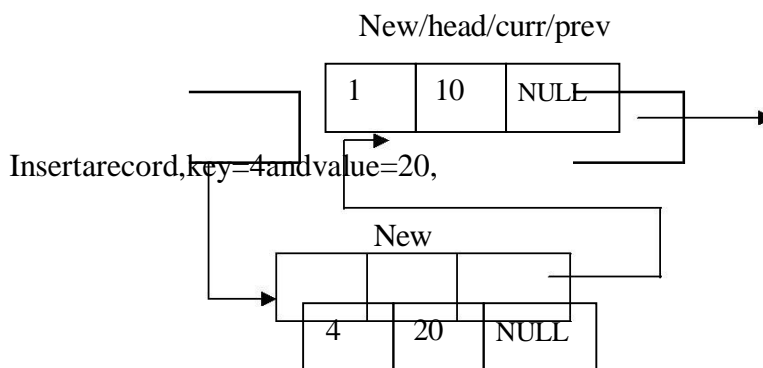 New/head/curr/prev
1 10 NULL
Insertarecord,key=4andvalue=20,
New
4 20 NULL